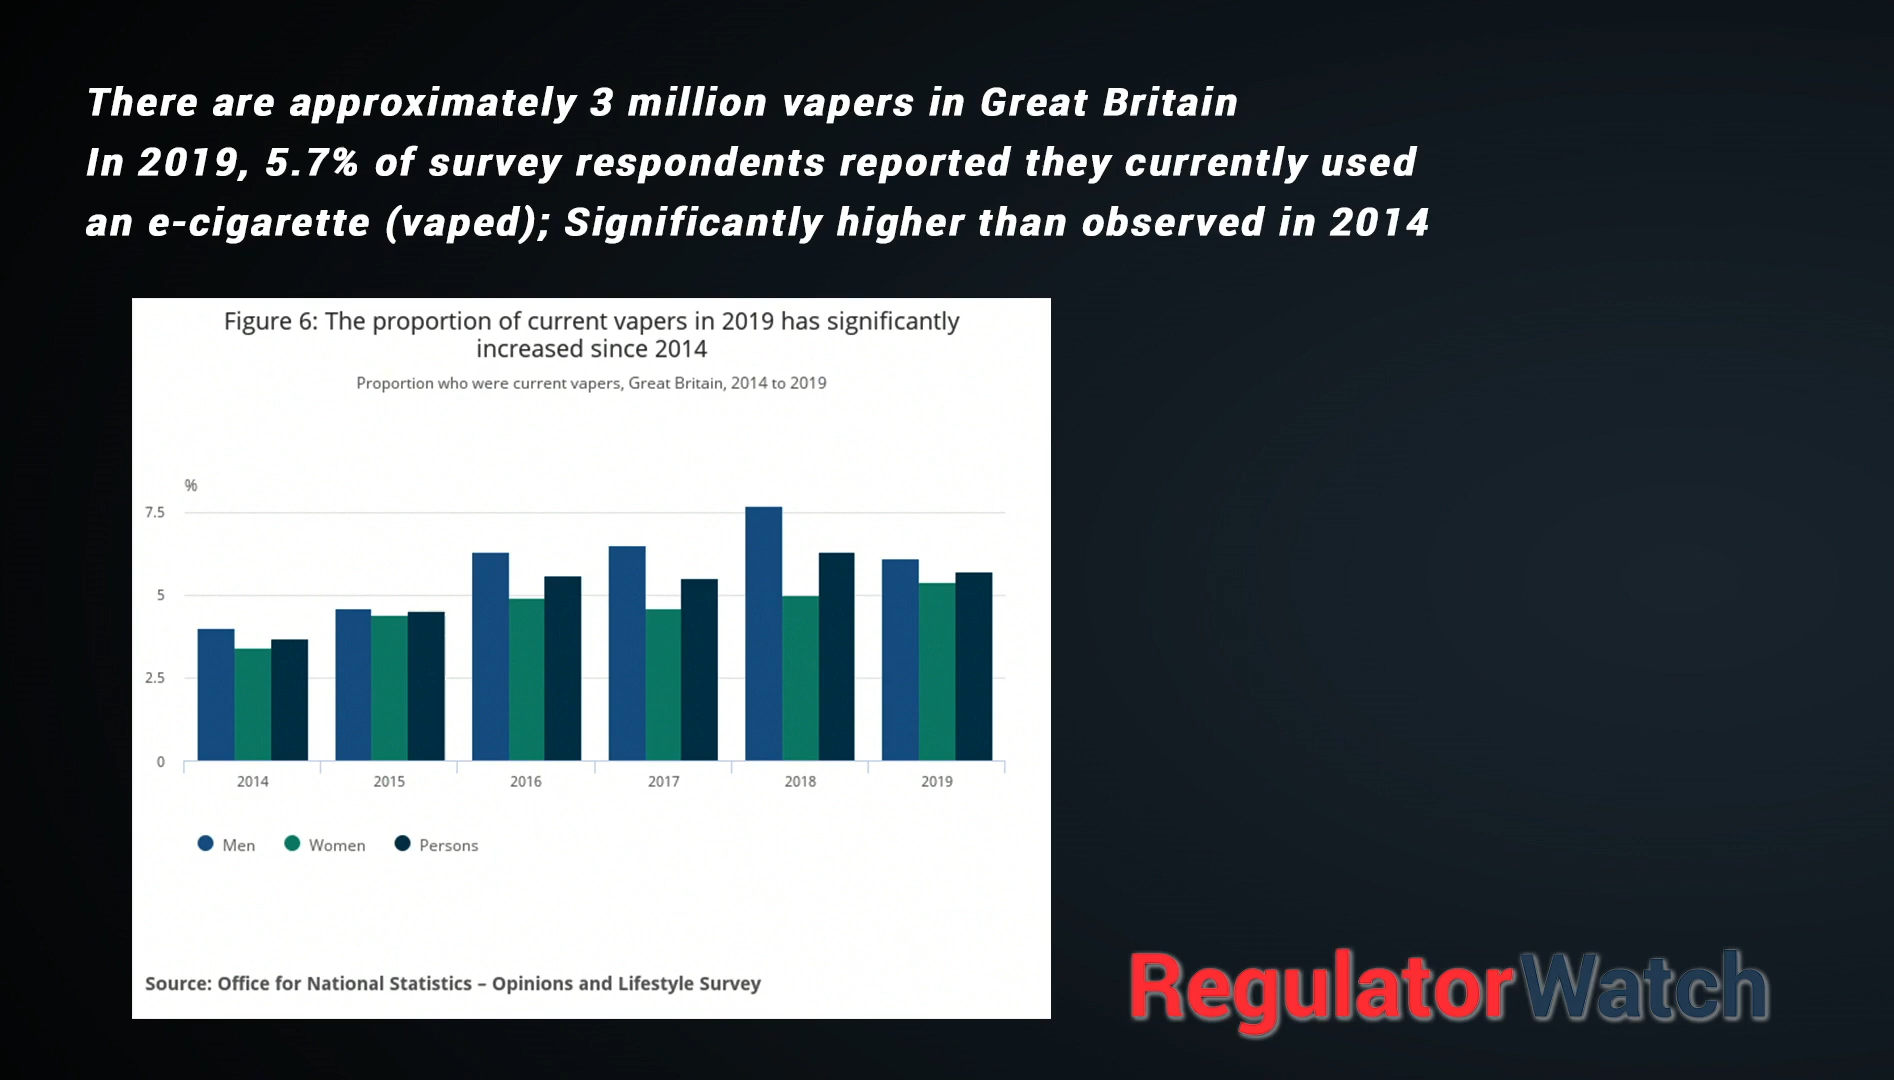 There are approximately 3 million vapers in Great Britain
In 2019, 5.7% of survey respondents reported they currently used
an e-cigarette (vaped); Significantly higher than observed in 2014
Figure 6: The proportion of current vapers in 2019 has significantly
increased since 2014
Proportion who were current vapers, Great Britain, 2014 to 2019
%
7.5
5
2.5
0
2014 2015 2016 2017 2018 2019
Men Women Persons
Source: Office for National Statistics – Opinions and Lifestyle Survey
RegulatorWatch